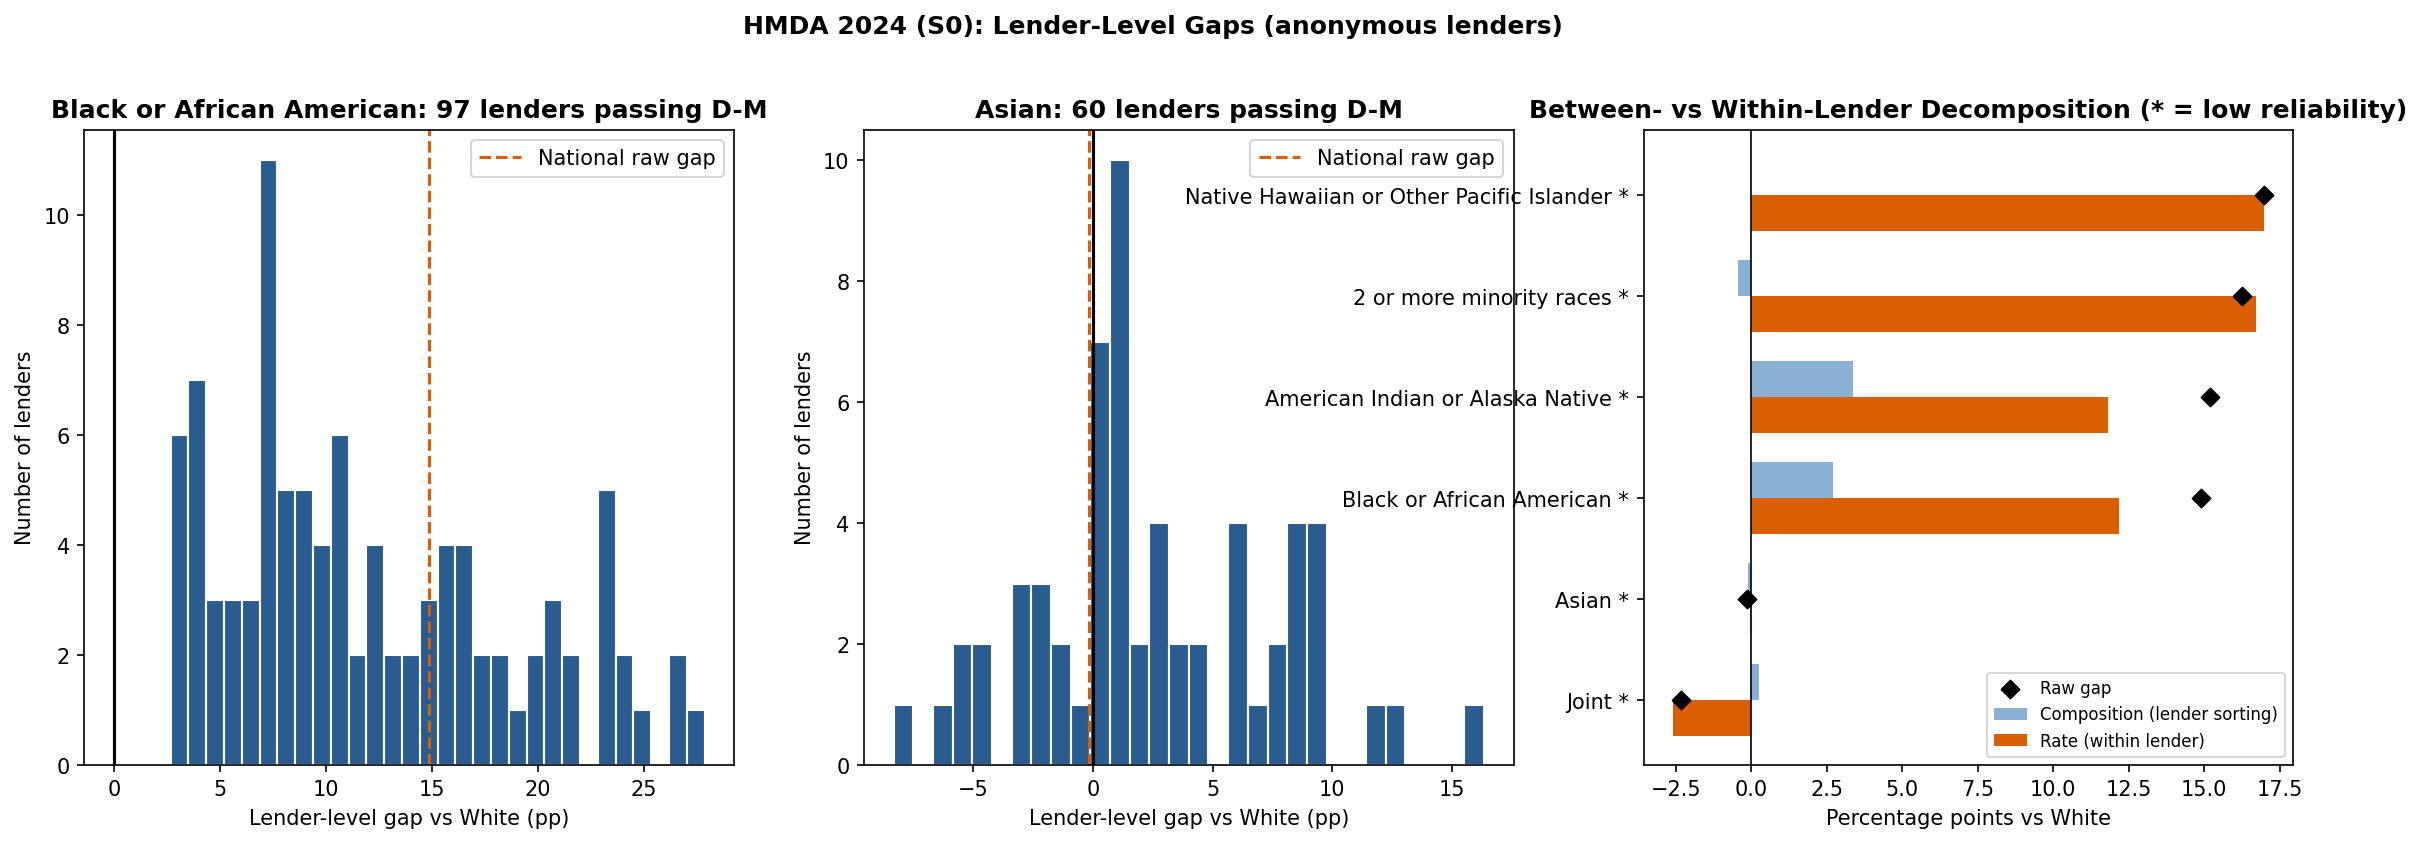 HMDA 2024 (S0): Lender-Level Gaps (anonymous lenders)
Black or African American: 97 lenders passing D-M
National raw gap
Number of lenders
10
8
6
4
2
0
0 5 10 15 20 25
Lender-level gap vs White (pp)
Asian: 60 lenders passing D-M
National raw gap
Number of lenders
10
8
6
4
2
0
−5 0 5 10 15
Lender-level gap vs White (pp)
Between- vs Within-Lender Decomposition (* = low reliability)
Native Hawaiian or Other Pacific Islander *
2 or more minority races *
American Indian or Alaska Native *
Black or African American *
Asian *
Joint *
Raw gap
Composition (lender sorting)
Rate (within lender)
−2.5 0.0 2.5 5.0 7.5 10.0 12.5 15.0 17.5
Percentage points vs White